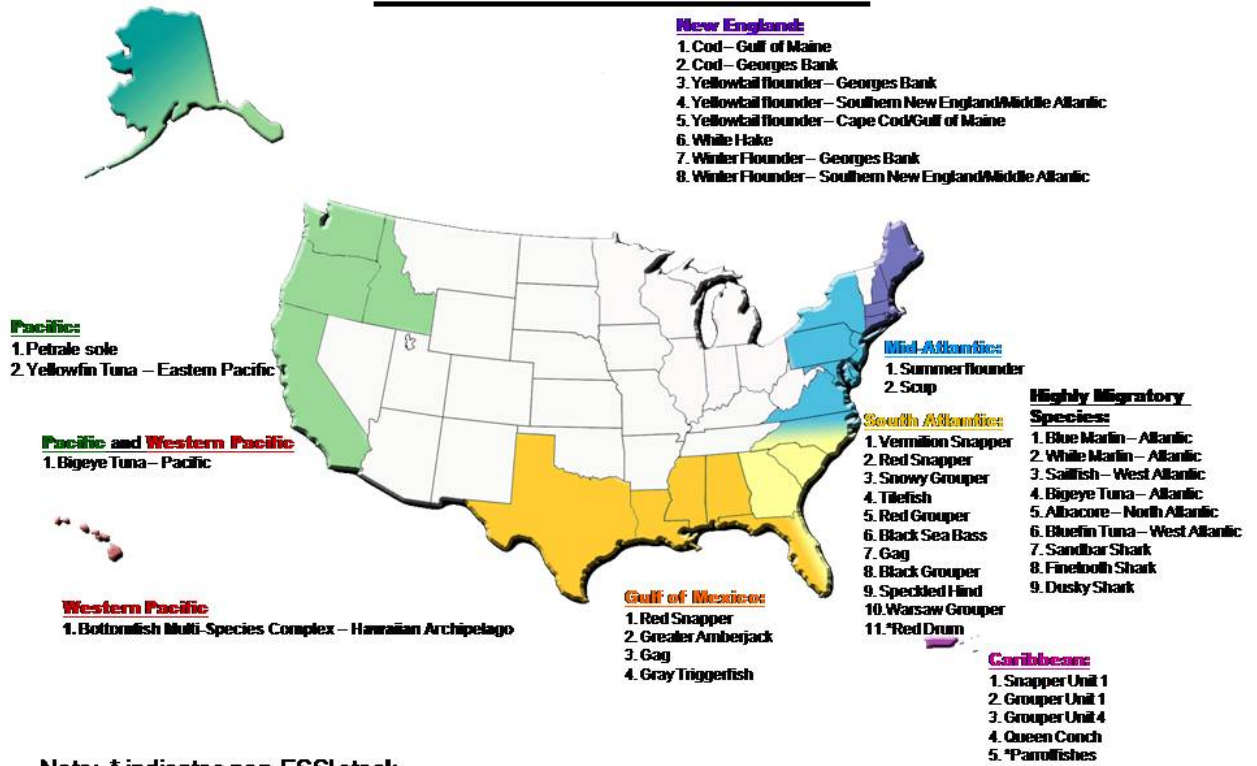 New England:
1. Cod – Gulf of Maine
2. Cod – Georges Bank
3. Yellowtail flounder – Georges Bank
4. Yellowtail flounder – Southern New England/Middle Atlantic
5. Yellowtail flounder – Cape Cod/Gulf of Maine
6. White Hake
7. Winter Flounder – Georges Bank
8. Winter Flounder – Southern New England/Middle Atlantic
Pacific:
1. Petrale sole
2. Yellowfin Tuna – Eastern Pacific
Pacific and Western Pacific
1. Bigeye Tuna – Pacific
Western Pacific
1. Bottomfish Multi-Species Complex – Hawaiian Archipelago
Gulf of Mexico:
1. Red Snapper
2. Greater Amberjack
3. Gag
4. Gray Triggerfish
Mid-Atlantic:
1. Summer flounder
2. Scup
South Atlantic:
1. Vermilion Snapper
2. Red Snapper
3. Snowy Grouper
4. Tilefish
5. Red Grouper
6. Black Sea Bass
7. Gag
8. Black Grouper
9. Speckled Hind
10. Warsaw Grouper
11. *Red Drum
Highly Migratory
Species:
1. Blue Marlin – Atlantic
2. White Marlin – Atlantic
3. Sailfish – West Atlantic
4. Bigeye Tuna – Atlantic
5. Albacore – North Atlantic
6. Bluefin Tuna – West Atlantic
7. Sandbar Shark
8. Finetooth Shark
9. Dusky Shark
Caribbean:
1. Snapper Unit 1
2. Grouper Unit 1
3. Grouper Unit 4
4. Queen Conch
5. *Parrotfishes
Note: * indicates non-FSSI stock